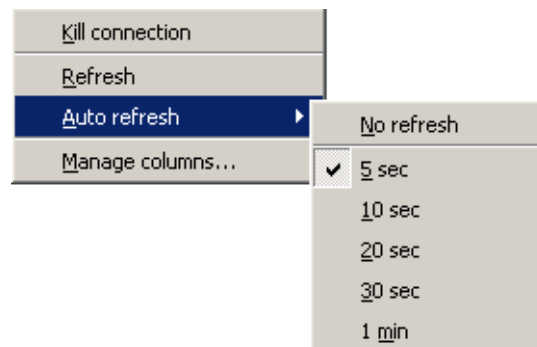 Kill connection
Refresh
Auto refresh
Manage columns...
No refresh
5 sec
10 sec
20 sec
30 sec
1 min